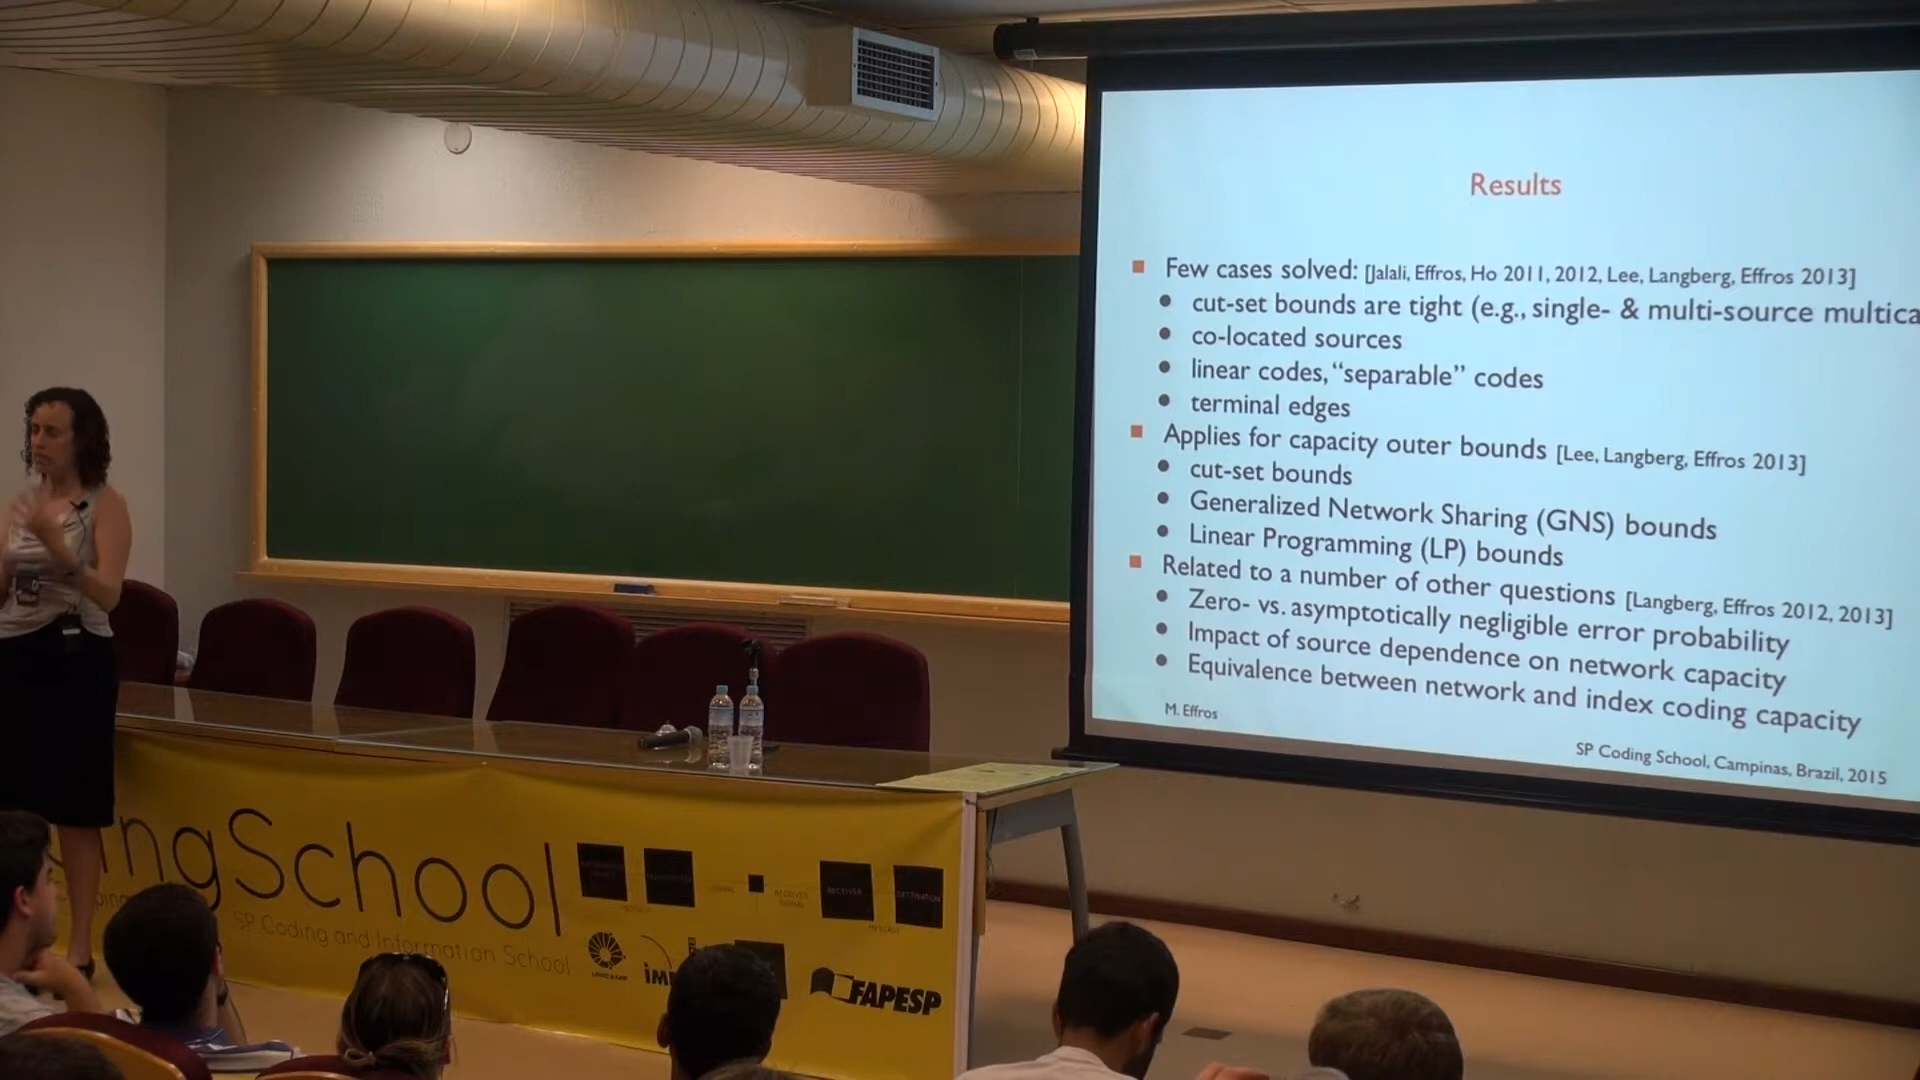 Results
Few cases solved: [Jalali, Effros, Ho 2011, 2012, Lee, Langberg, Effros 2013]
cut-set bounds are tight (e.g., single- & multi-source multica
co-located sources
linear codes, “separable” codes
terminal edges
Applies for capacity outer bounds [Lee, Langberg, Effros 2013]
cut-set bounds
Generalized Network Sharing (GNS) bounds
Linear Programming (LP) bounds
Related to a number of other questions [Langberg, Effros 2012, 2013]
Zero- vs. asymptotically negligible error probability
Impact of source dependence on network capacity
Equivalence between network and index coding capacity
M. Effros
SP Coding School, Campinas, Brazil, 2015
ingSchool
SP Coding and Information School
RECEIVER
DESTINATION
UNICAMP
FAPESP